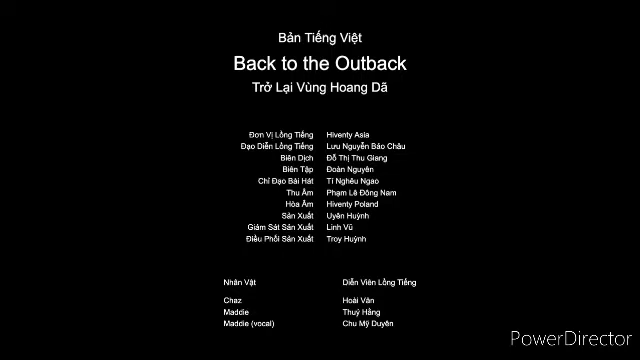 Bản Tiếng Việt
Back to the Outback
Trở Lại Vùng Hoang Dã
Đơn Vị Lồng Tiếng Hiventy Asia
Đạo Diễn Lồng Tiếng Lưu Nguyễn Bảo Châu
Biên Dịch Đỗ Thị Thu Giang
Biên Tập Đoàn Nguyên
Chỉ Đạo Bài Hát Tí Nghêu Ngao
Thu Âm Phạm Lê Đông Nam
Hòa Âm Hiventy Poland
Sản Xuất Uyên Huỳnh
Giám Sát Sản Xuất Linh Vũ
Điều Phối Sản Xuất Troy Huỳnh
Nhân Vật Diễn Viên Lồng Tiếng
Chaz Hoài Vân
Maddie Thuý Hằng
Maddie (vocal) Chu Mỹ Duyên
PowerDirector